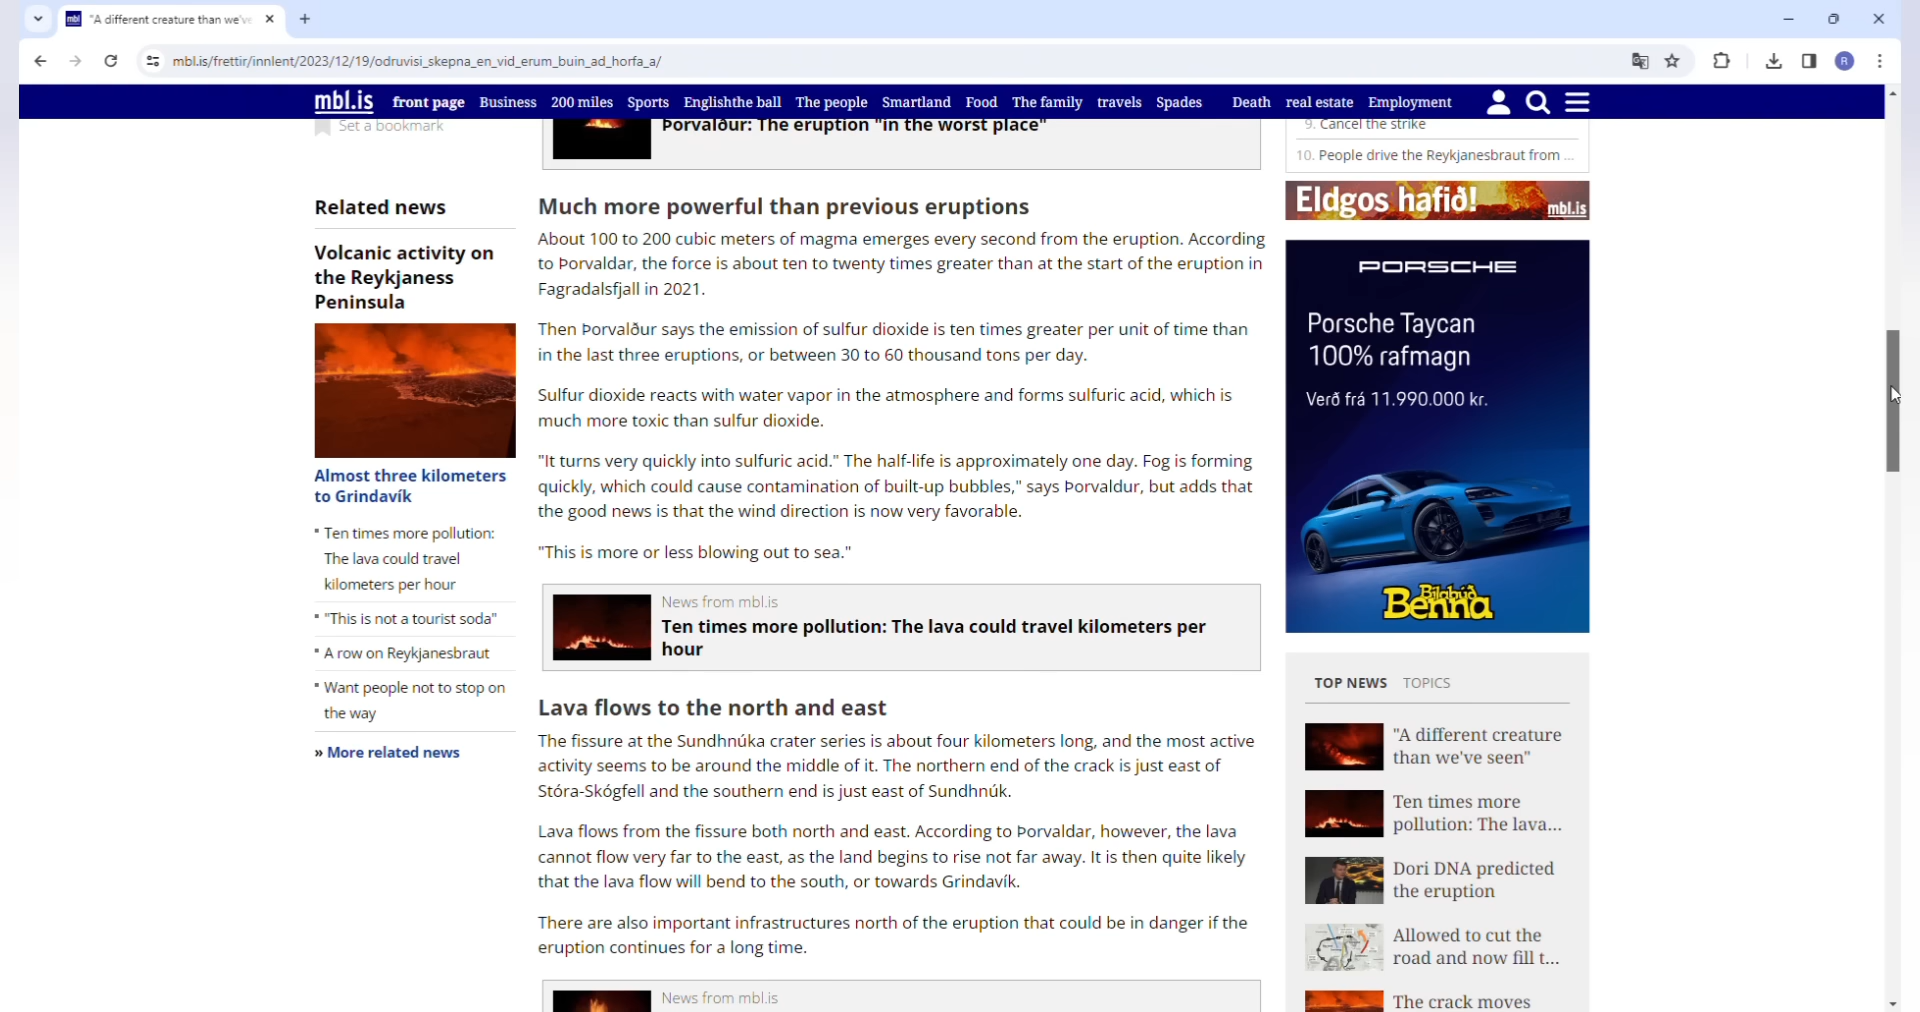 "A different creature than we'v
mbl.is/frettir/innlent/2023/12/19/odruvisi_skepna_en_vid_erum_buin_ad_horfa_a/
R
mbl.is front page Business 200 miles Sports Englishthe ball The people Smartland Food The family travels Spades Death real estate Employment
Set a bookmark
Related news
Volcanic activity on
the Reykjaness
Peninsula
Almost three kilometers
to Grindavík
Ten times more pollution:
The lava could travel
kilometers per hour
"This is not a tourist soda"
A row on Reykjanesbraut
Want people not to stop on
the way
» More related news
Þorvalður: The eruption "in the worst place"
Much more powerful than previous eruptions
About 100 to 200 cubic meters of magma emerges every second from the eruption. According
to Þorvaldar, the force is about ten to twenty times greater than at the start of the eruption in
Fagradalsfjall in 2021.
Then Þorvalður says the emission of sulfur dioxide is ten times greater per unit of time than
in the last three eruptions, or between 30 to 60 thousand tons per day.
Sulfur dioxide reacts with water vapor in the atmosphere and forms sulfuric acid, which is
much more toxic than sulfur dioxide.
"It turns very quickly into sulfuric acid." The half-life is approximately one day. Fog is forming
quickly, which could cause contamination of built-up bubbles," says Þorvaldur, but adds that
the good news is that the wind direction is now very favorable.
"This is more or less blowing out to sea."
News from mbl.is
Ten times more pollution: The lava could travel kilometers per
hour
Lava flows to the north and east
The fissure at the Sundhnúka crater series is about four kilometers long, and the most active
activity seems to be around the middle of it. The northern end of the crack is just east of
Stóra-Skógfell and the southern end is just east of Sundhnúk.
Lava flows from the fissure both north and east. According to Þorvaldar, however, the lava
cannot flow very far to the east, as the land begins to rise not far away. It is then quite likely
that the lava flow will bend to the south, or towards Grindavík.
There are also important infrastructures north of the eruption that could be in danger if the
eruption continues for a long time.
News from mbl.is
9. Cancel the strike
10. People drive the Reykjanesbraut from ...
Eldgos hafið!
mbl.is
PORSCHE
Porsche Taycan
100% rafmagn
Verð frá 11.990.000 kr.
Bílabúð
Benna
TOP NEWS TOPICS
"A different creature
than we've seen"
Ten times more
pollution: The lava...
Dori DNA predicted
the eruption
Allowed to cut the
road and now fill t...
The crack moves